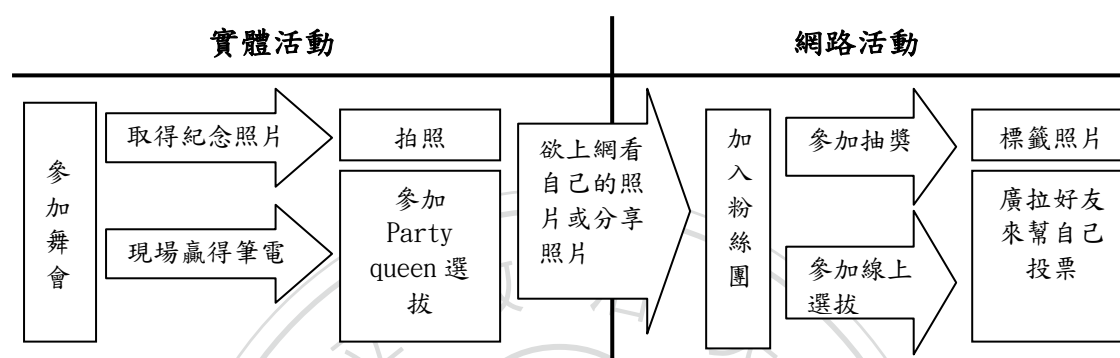 實體活動
網路活動
參
加
舞
會
取得紀念照片
現場贏得筆電
拍照
參加
Party
queen 選
拔
欲上網看
自己的照
片或分享
照片
加
入
粉
絲
團
參加抽獎
參加線上
選拔
標籤照片
廣拉好友
來幫自己
投票